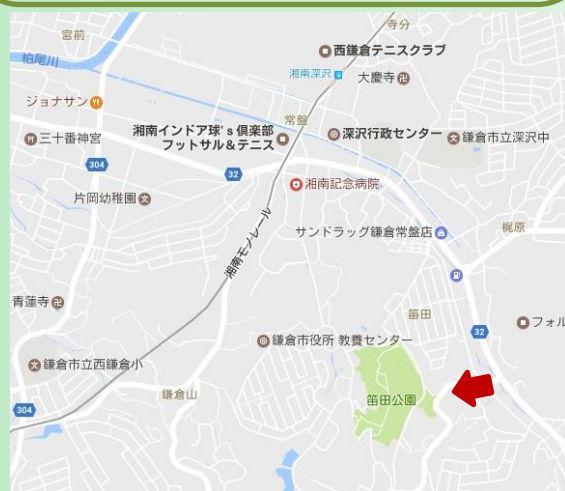 寺分
宮前
西鎌倉テニスクラブ
柏尾川
湘南深沢
大慶寺
ジョナサン
常盤
湘南インドア球’s倶楽部
フットサル＆テニス
深沢行政センター
鎌倉市立深沢中
三十番神宮
304
32
湘南記念病院
片岡幼稚園
サンドラッグ鎌倉常盤店
梶原
湘南モノレール
青蓮寺
笛田
フォル
32
鎌倉市役所 教養センター
鎌倉市立西鎌倉小
鎌倉山
笛田公園
304